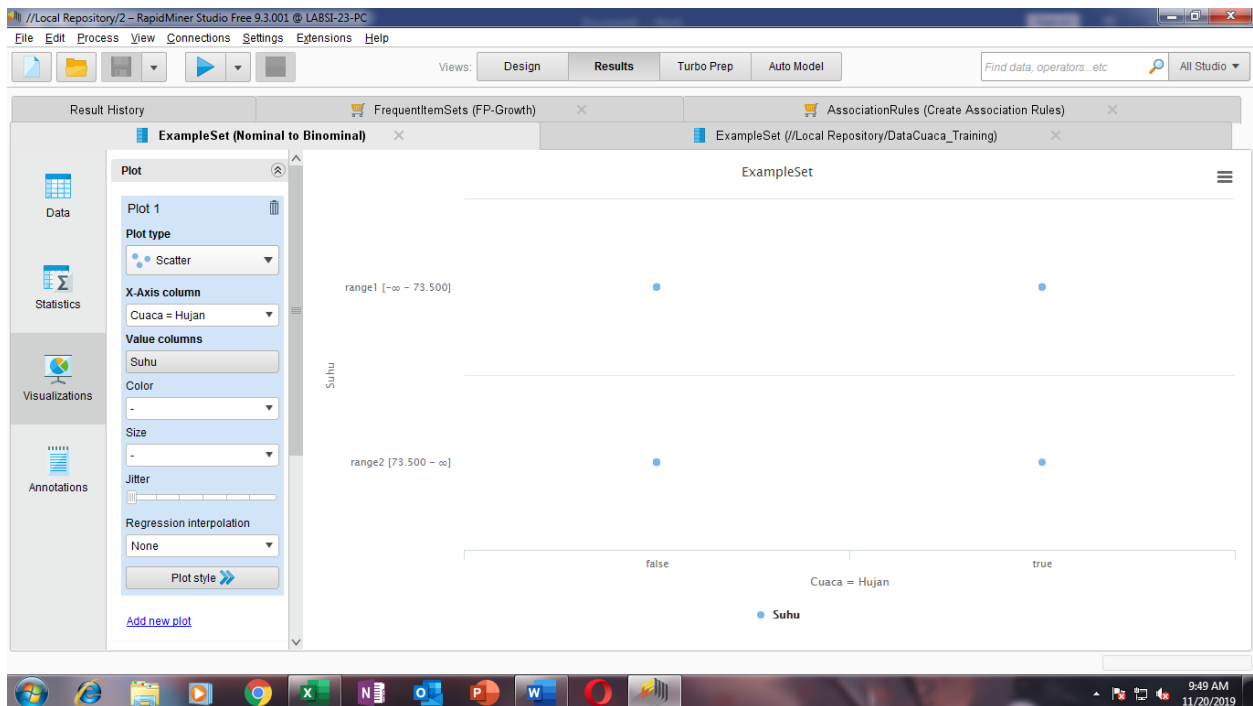 //Local Repository/2 – RapidMiner Studio Free 9.3.001 @ LABSI-23-PC
File Edit Process View Connections Settings Extensions Help
Views: Design Results Turbo Prep Auto Model Find data, operators...etc All Studio
Result History FrequentItemSets (FP-Growth) AssociationRules (Create Association Rules)
ExampleSet (Nominal to Binominal) ExampleSet (//Local Repository/DataCuaca_Training)
Data
Statistics
Visualizations
Annotations
Plot
Plot 1
Plot type
Scatter
X-Axis column
Cuaca = Hujan
Value columns
Suhu
Color
-
Size
-
Jitter
Regression interpolation
None
Plot style
Add new plot
ExampleSet
range1 [-∞ - 73.500]
Suhu
range2 [73.500 - ∞]
false true
Cuaca = Hujan
Suhu
9:49 AM
11/20/2019